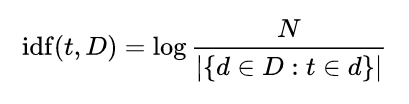 idf(t, D) = log N / |{d ∈ D : t ∈ d}|